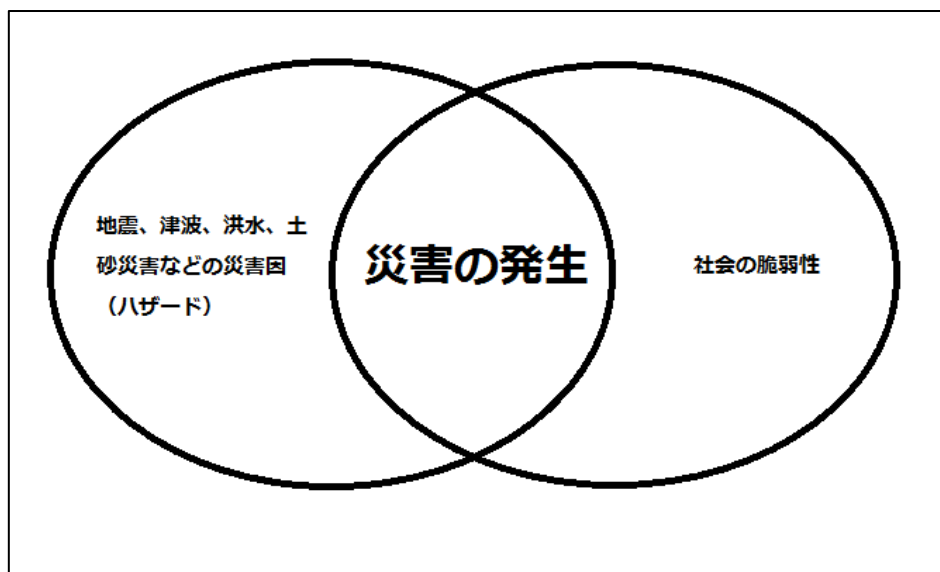 地震、津波、洪水、土
砂災害などの災害因
（ハザード）
災害の発生
社会の脆弱性